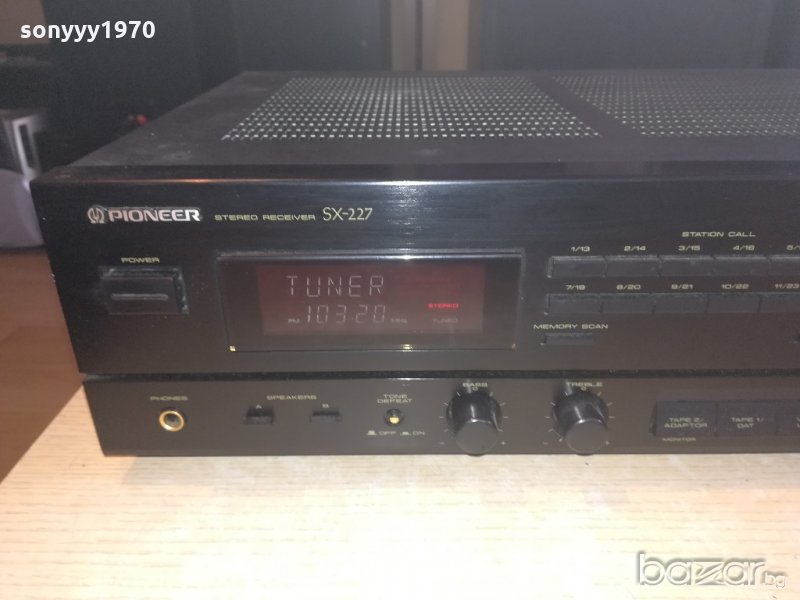 sonyyy1970
PIONEER STEREO RECEIVER SX-227
STATION CALL
POWER
1/13 2/14 3/15 4/16
7/19 8/20 9/21 10/22 11/23
TUNER
STEREO
FM 103.20 MHz TUNED
MEMORY SCAN
PHONES
SPEAKERS
A B
TONE DEFEAT
OFF ON
BASS
TREBLE
TAPE 2/ ADAPTOR
TAPE 1/ DAT
MONITOR
bazar.bg